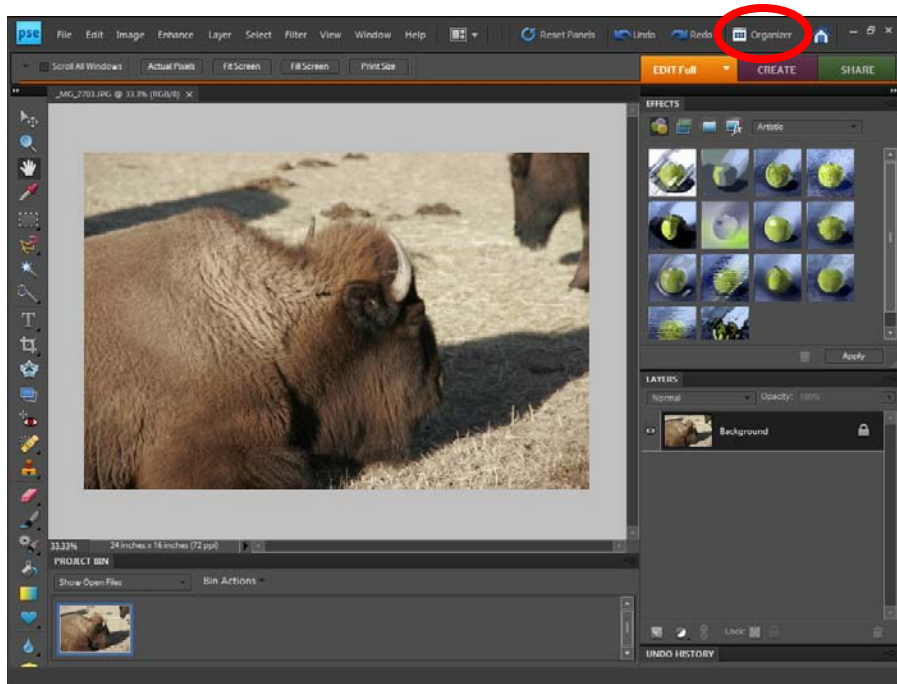 pse File Edit Image Enhance Layer Select Filter View Window Help Reset Panels Undo Redo Organizer
Scroll All Windows Actual Pixels Fit Screen Fill Screen Print Size
EDIT Full CREATE SHARE
_MG_2703.JPG @ 33.3% (RGB/8) x
EFFECTS
Artistic
Apply
LAYERS
Normal Opacity: 100%
Background
Lock:
33.33% 24 inches x 16 inches (72 ppi)
PROJECT BIN
Show Open Files Bin Actions
UNDO HISTORY